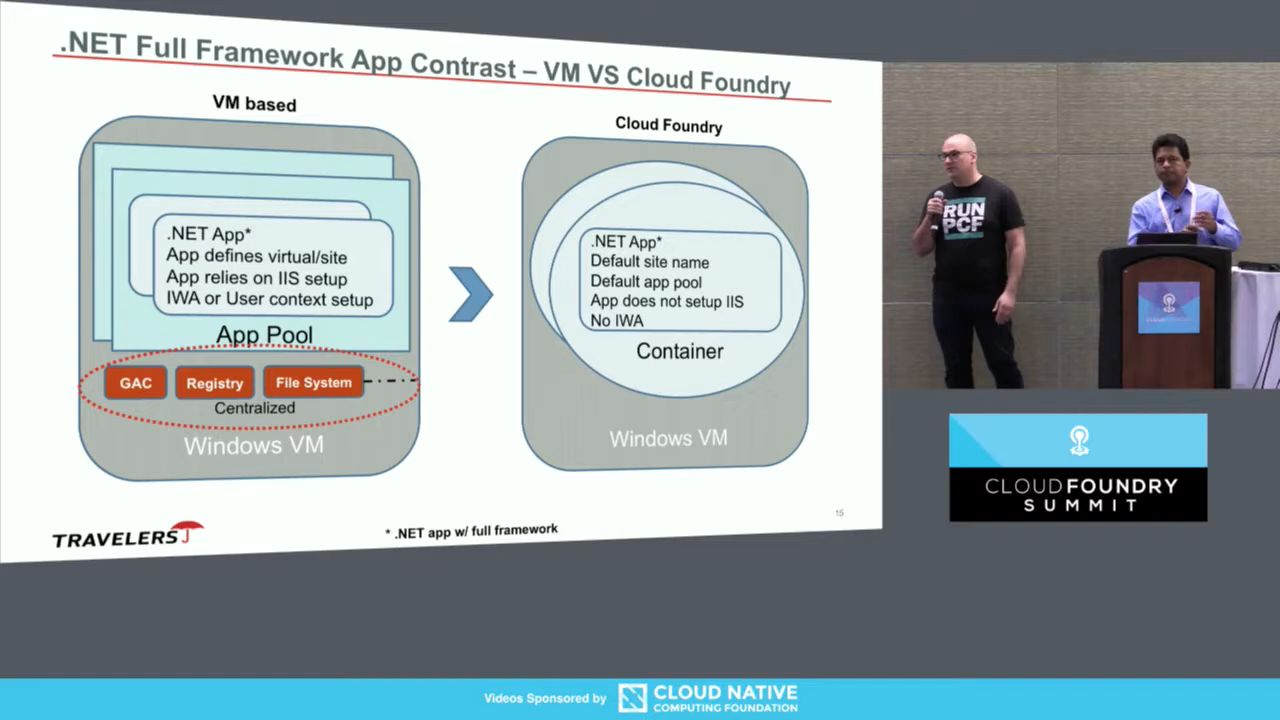 .NET Full Framework App Contrast – VM VS Cloud Foundry
VM based
.NET App*
App defines virtual/site
App relies on IIS setup
IWA or User context setup
App Pool
GAC
Registry
File System
Centralized
Windows VM
Cloud Foundry
.NET App*
Default site name
Default app pool
App does not setup IIS
No IWA
Container
Windows VM
TRAVELERS
* .NET app w/ full framework
15
RUN
PCF
CLOUD FOUNDRY
SUMMIT
Videos Sponsored by
CLOUD NATIVE
COMPUTING FOUNDATION